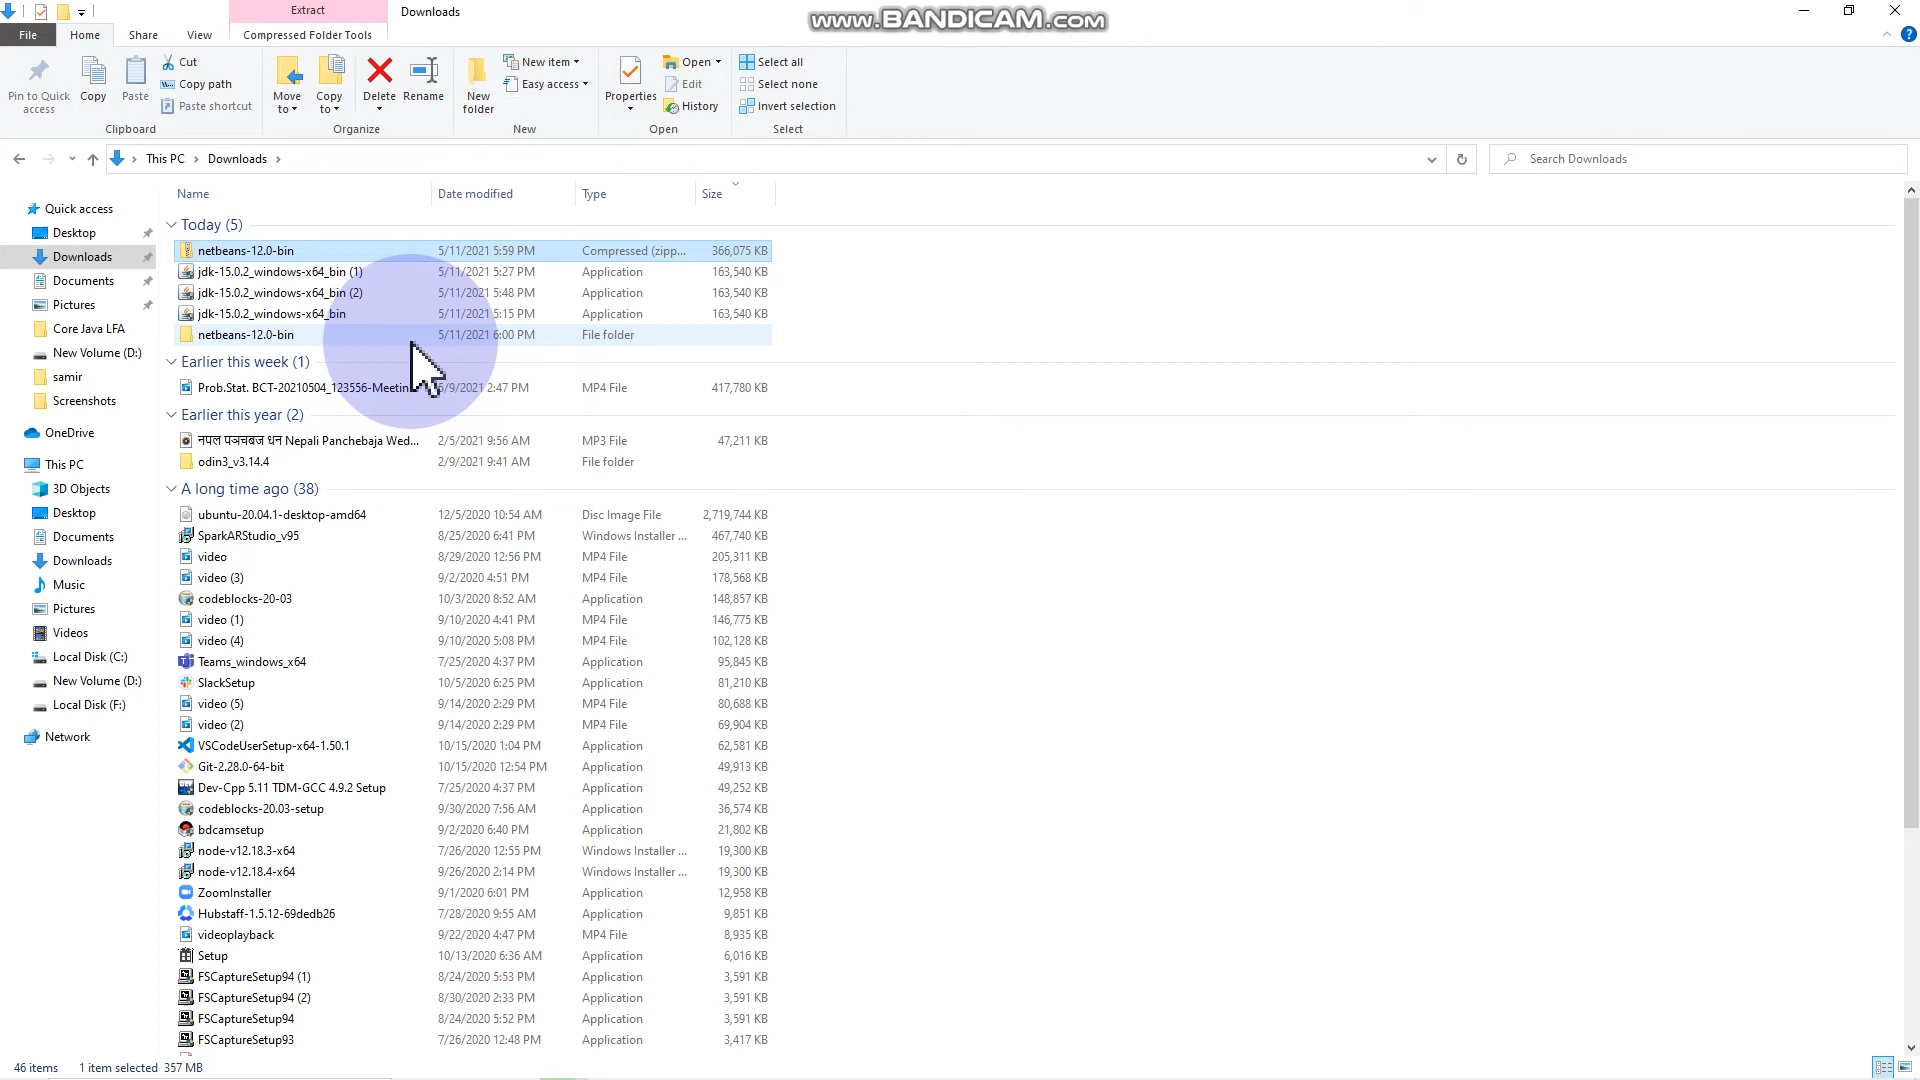 Extract
Downloads
www.BANDICAM.com
File
Home
Share
View
Compressed Folder Tools
Pin to Quick access
Copy
Paste
Cut
Copy path
Paste shortcut
Clipboard
Move to
Copy to
Delete
Rename
Organize
New folder
New item
Easy access
New
Properties
Open
Edit
History
Open
Select all
Select none
Invert selection
Select
This PC > Downloads >
Search Downloads
Name Date modified Type Size
Quick access
Desktop
Downloads
Documents
Pictures
Core Java LFA
New Volume (D:)
samir
Screenshots
OneDrive
This PC
3D Objects
Desktop
Documents
Downloads
Music
Pictures
Videos
Local Disk (C:)
New Volume (D:)
Local Disk (F:)
Network
Today (5)
netbeans-12.0-bin 5/11/2021 5:59 PM Compressed (zipp... 366,075 KB
jdk-15.0.2_windows-x64_bin (1) 5/11/2021 5:27 PM Application 163,540 KB
jdk-15.0.2_windows-x64_bin (2) 5/11/2021 5:48 PM Application 163,540 KB
jdk-15.0.2_windows-x64_bin 5/11/2021 5:15 PM Application 163,540 KB
netbeans-12.0-bin 5/11/2021 6:00 PM File folder
Earlier this week (1)
Prob.Stat. BCT-20210504_123556-Meetin... 5/9/2021 2:47 PM MP4 File 417,780 KB
Earlier this year (2)
नपल पञचबज धन Nepali Panchebaja Wed... 2/5/2021 9:56 AM MP3 File 47,211 KB
odin3_v3.14.4 2/9/2021 9:41 AM File folder
A long time ago (38)
ubuntu-20.04.1-desktop-amd64 12/5/2020 10:54 AM Disc Image File 2,719,744 KB
SparkARStudio_v95 8/25/2020 6:41 PM Windows Installer ... 467,740 KB
video 8/29/2020 12:56 PM MP4 File 205,311 KB
video (3) 9/2/2020 4:51 PM MP4 File 178,568 KB
codeblocks-20-03 10/3/2020 8:52 AM Application 148,857 KB
video (1) 9/10/2020 4:41 PM MP4 File 146,775 KB
video (4) 9/10/2020 5:08 PM MP4 File 102,128 KB
Teams_windows_x64 7/25/2020 4:37 PM Application 95,845 KB
SlackSetup 10/5/2020 6:25 PM Application 81,210 KB
video (5) 9/14/2020 2:29 PM MP4 File 80,688 KB
video (2) 9/14/2020 2:29 PM MP4 File 69,904 KB
VSCodeUserSetup-x64-1.50.1 10/15/2020 1:04 PM Application 62,581 KB
Git-2.28.0-64-bit 10/15/2020 12:54 PM Application 49,913 KB
Dev-Cpp 5.11 TDM-GCC 4.9.2 Setup 7/25/2020 4:37 PM Application 49,252 KB
codeblocks-20.03-setup 9/30/2020 7:56 AM Application 36,574 KB
bdcamsetup 9/2/2020 6:40 PM Application 21,802 KB
node-v12.18.3-x64 7/26/2020 12:55 PM Windows Installer ... 19,300 KB
node-v12.18.4-x64 9/26/2020 2:14 PM Windows Installer ... 19,300 KB
ZoomInstaller 9/1/2020 6:01 PM Application 12,958 KB
Hubstaff-1.5.12-69dedb26 7/28/2020 9:55 AM Application 9,851 KB
videoplayback 9/22/2020 4:47 PM MP4 File 8,935 KB
Setup 10/13/2020 6:36 AM Application 6,016 KB
FSCaptureSetup94 (1) 8/24/2020 5:53 PM Application 3,591 KB
FSCaptureSetup94 (2) 8/30/2020 2:33 PM Application 3,591 KB
FSCaptureSetup94 8/24/2020 5:52 PM Application 3,591 KB
FSCaptureSetup93 7/26/2020 12:48 PM Application 3,417 KB
46 items 1 item selected 357 MB